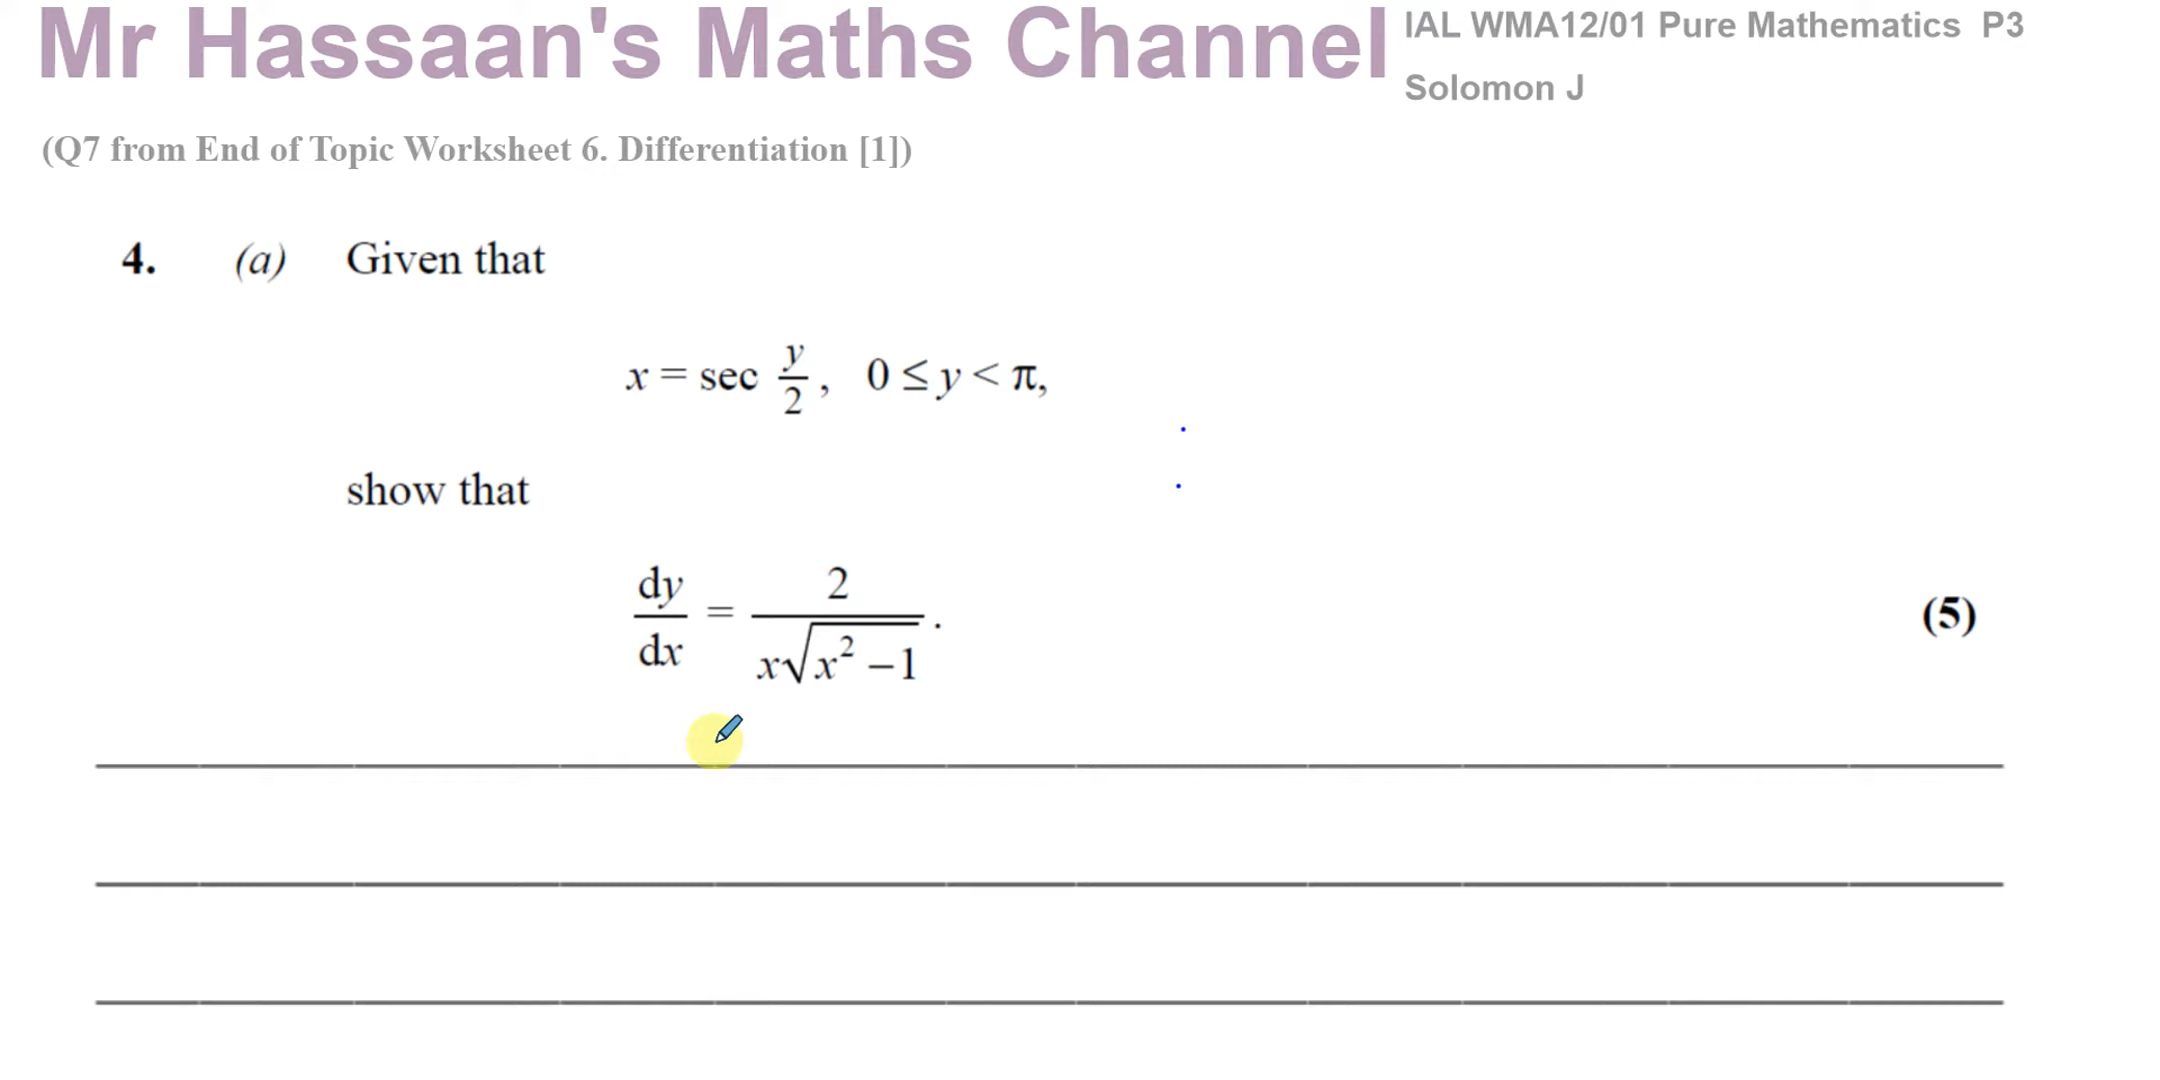 Mr Hassaan's Maths Channel
IAL WMA12/01 Pure Mathematics P3
Solomon J
(Q7 from End of Topic Worksheet 6. Differentiation [1])
4. (a) Given that
x = sec y/2, 0 ≤ y < π,
show that
dy/dx = 2/(x√(x² − 1)).
(5)